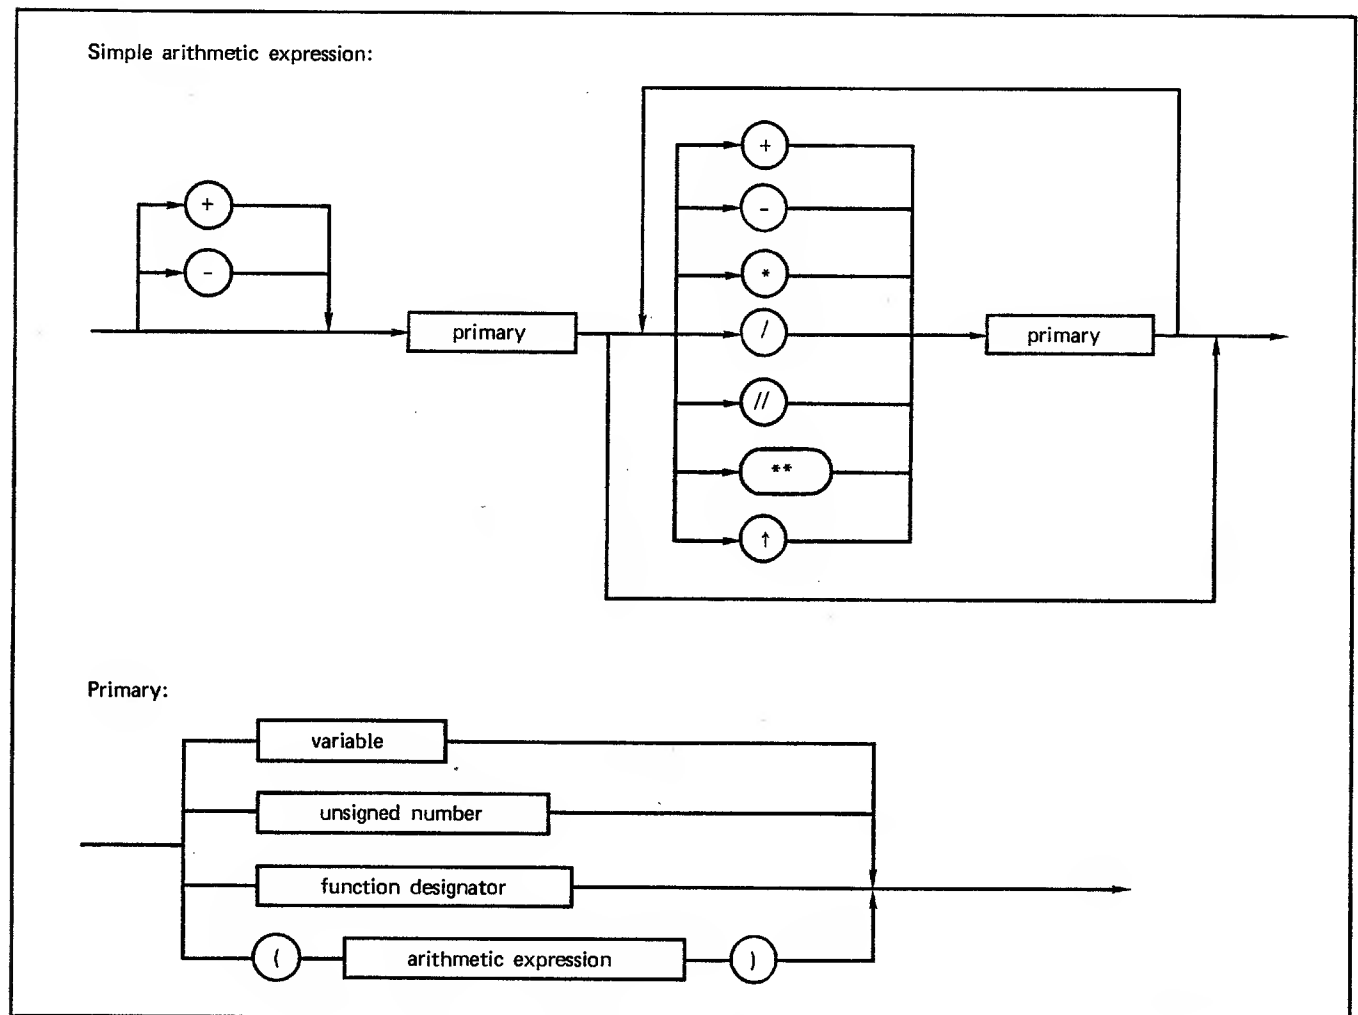 Simple arithmetic expression:
+
-
+
-
*
/
//
**
↑
primary
primary
Primary:
variable
unsigned number
function designator
( arithmetic expression )